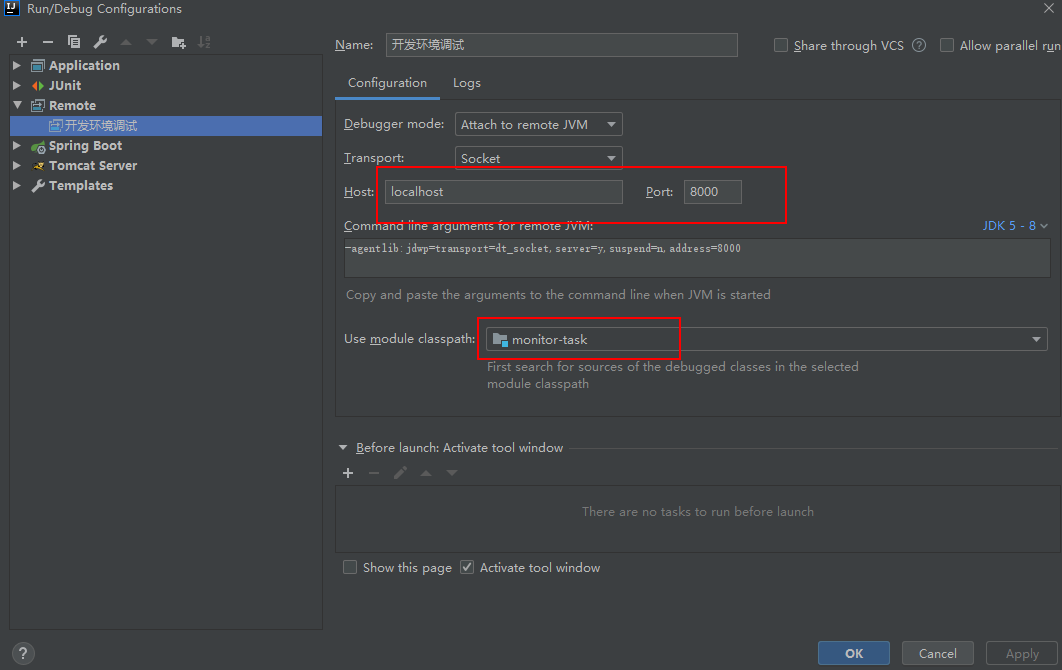 Run/Debug Configurations
Name: 开发环境调试
Share through VCS ? Allow parallel run
Application
JUnit
Remote
开发环境调试
Spring Boot
Tomcat Server
Templates
Configuration Logs
Debugger mode: Attach to remote JVM
Transport: Socket
Host: localhost Port: 8000
Command line arguments for remote JVM: JDK 5 - 8
-agentlib:jdwp=transport=dt_socket,server=y,suspend=n,address=8000
Copy and paste the arguments to the command line when JVM is started
Use module classpath: monitor-task
First search for sources of the debugged classes in the selected
module classpath
Before launch: Activate tool window
There are no tasks to run before launch
Show this page Activate tool window
? OK Cancel Apply